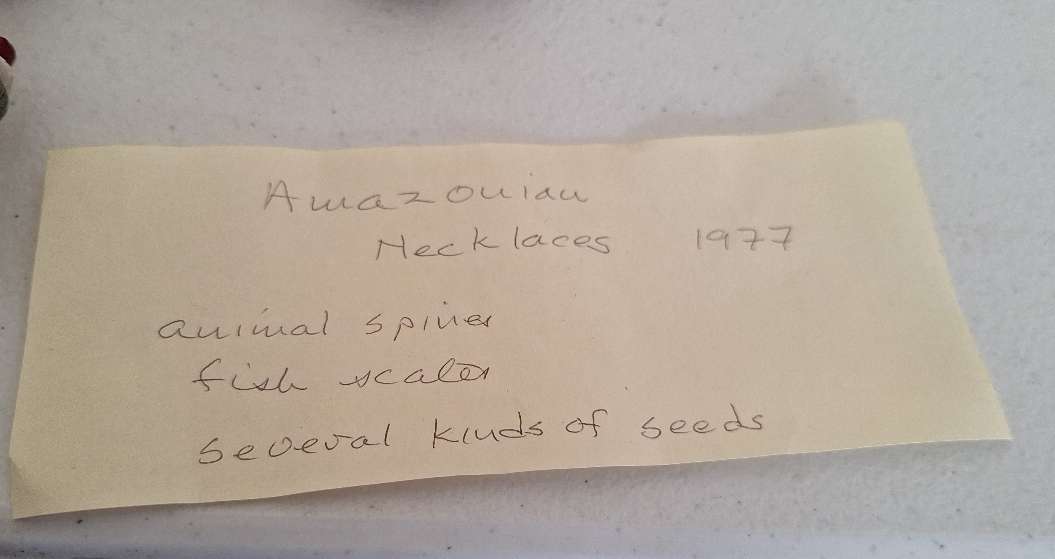 Amazonian
Necklaces 1977
animal spines
fish scales
several kinds of seeds